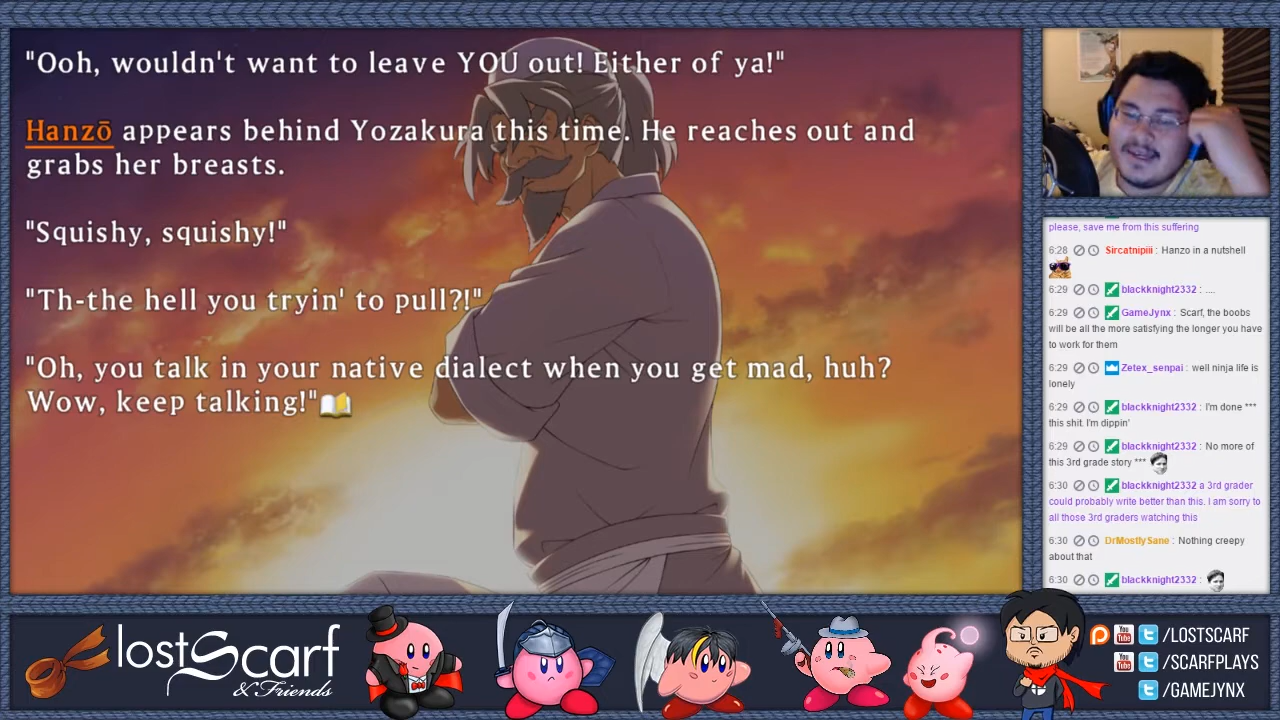 "Ooh, wouldn't want to leave YOU out! Either of ya!"
Hanzō appears behind Yozakura this time. He reaches out and
grabs her breasts.
"Squishy, squishy!"
"Th-the hell you tryin' to pull?!"
"Oh, you talk in your native dialect when you get mad, huh?
Wow, keep talking!"
please, save me from this suffering
6:28 Sircatnipiii : Hanzo in a nutshell
6:29 blackknight2332 : ....
6:29 GameJynx : Scarf, the boobs
will be all the more satisfying the longer you have
to work for them
6:29 Zetex_senpai : well ninja life is
lonely
6:29 blackknight2332 : I'm done ***
this shit. I'm dippin'
6:29 blackknight2332 : No more of
this 3rd grade story ***
6:30 blackknight2332 a 3rd grader
could probably write better than this. I am sorry to
all those 3rd graders watching this
6:30 DrMostlySane : Nothing creepy
about that
6:30 blackknight2332 :
lostScarf
& Friends
You Tube /LOSTSCARF
You Tube /SCARFPLAYS
/GAMEJYNX